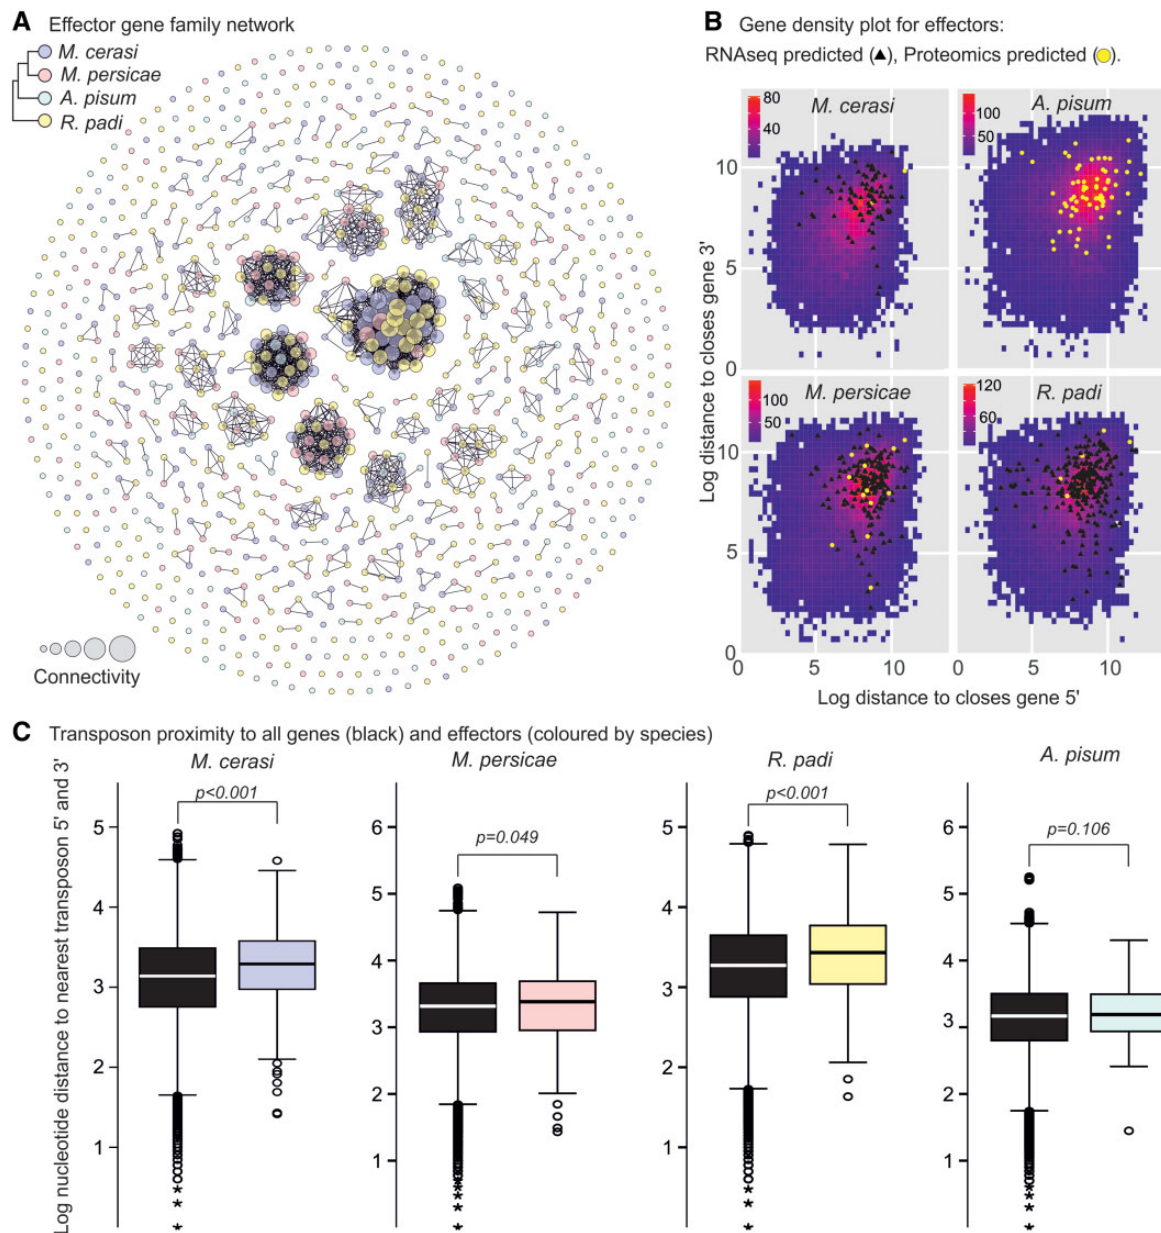 A Effector gene family network
M. cerasi
M. persicae
A. pisum
R. padi
Connectivity
B Gene density plot for effectors:
RNAseq predicted (▲), Proteomics predicted ( ).
M. cerasi
80
40
A. pisum
100
50
M. persicae
100
50
R. padi
120
60
Log distance to closes gene 3'
10
5
0
10
5
0
0 5 10
5 10
Log distance to closes gene 5'
C Transposon proximity to all genes (black) and effectors (coloured by species)
Log nucleotide distance to nearest transposon 5' and 3'
M. cerasi
p<0.001
5
4
3
2
1
M. persicae
p=0.049
6
5
4
3
2
1
R. padi
p<0.001
5
4
3
2
1
A. pisum
p=0.106
6
5
4
3
2
1